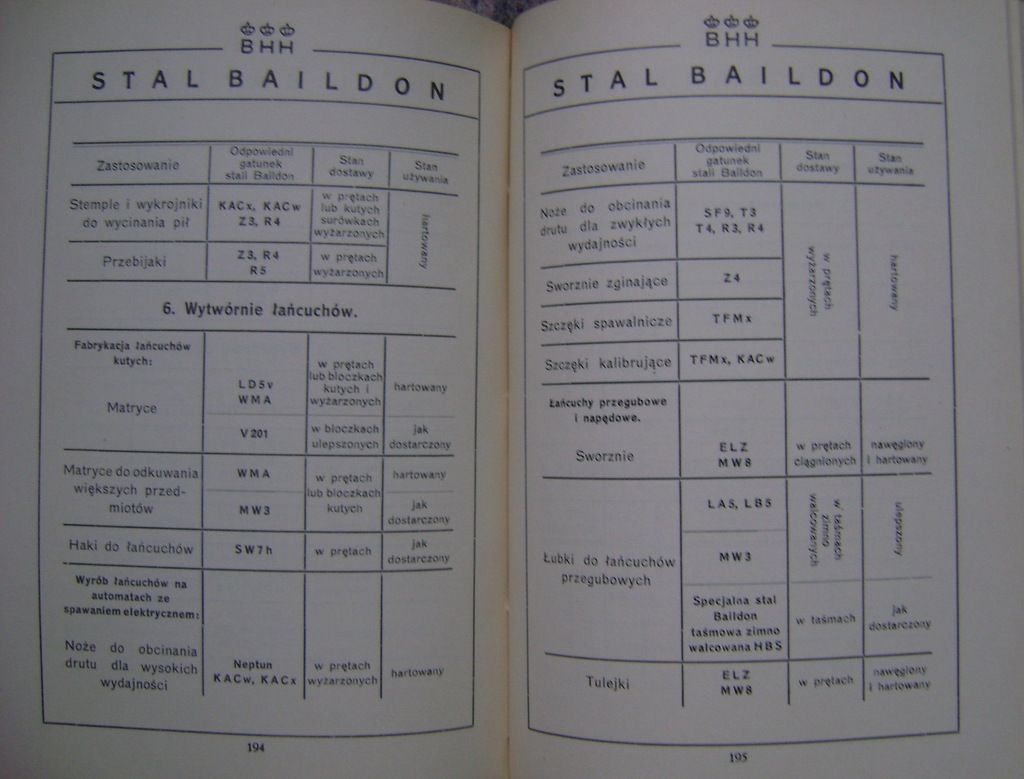 BHH
STAL BAILDON
Zastosowanie
Odpowiedni
gatunek
stali Baildon
Stan
dostawy
Stan
używania
Stemple i wykrojniki
do wycinania pił
KACx, KACw
Z3, R4
w prętach
lub kutych
surówkach
wyżarzonych
hartowany
Przebijaki
Z3, R4
R5
w prętach
wyżarzonych
6. Wytwórnie łańcuchów.
Fabrykacja łańcuchów
kutych:
Matryce
LD5v
WMA
w prętach
lub bloczkach
kutych i
wyżarzonych
hartowany
V201
w bloczkach
ulepszonych
jak
dostarczony
Matryce do odkuwania
większych przed-
miotów
WMA
w prętach
lub bloczkach
kutych
hartowany
MW3
jak
dostarczony
Haki do łańcuchów
SW7h
w prętach
jak
dostarczony
Wyrób łańcuchów na
automatach ze
spawaniem elektrycznem:
Noże do obcinania
drutu dla wysokich
wydajności
Neptun
KACw, KACx
w prętach
wyżarzonych
hartowany
194
BHH
STAL BAILDON
Zastosowanie
Odpowiedni
gatunek
stali Baildon
Stan
dostawy
Stan
używania
Noże do obcinania
drutu dla zwykłych
wydajności
SF9, T3
T4, R3, R4
w prętach
wyżarzonych
hartowany
Sworznie zginające
Z4
Szczęki spawalnicze
TFMx
Szczęki kalibrujące
TFMx, KACw
Łańcuchy przegubowe
i napędowe.
Sworznie
ELZ
MW8
w prętach
ciągnionych
nawęglony
i hartowany
Łubki do łańcuchów
przegubowych
LA5, LB5
w taśmach
zimno
walcowanych
ulepszony
MW3
Specjalna stal
Baildon
taśmowa zimno
walcowana HBS
w taśmach
jak
dostarczony
Tulejki
ELZ
MW8
w prętach
nawęglony
i hartowany
195